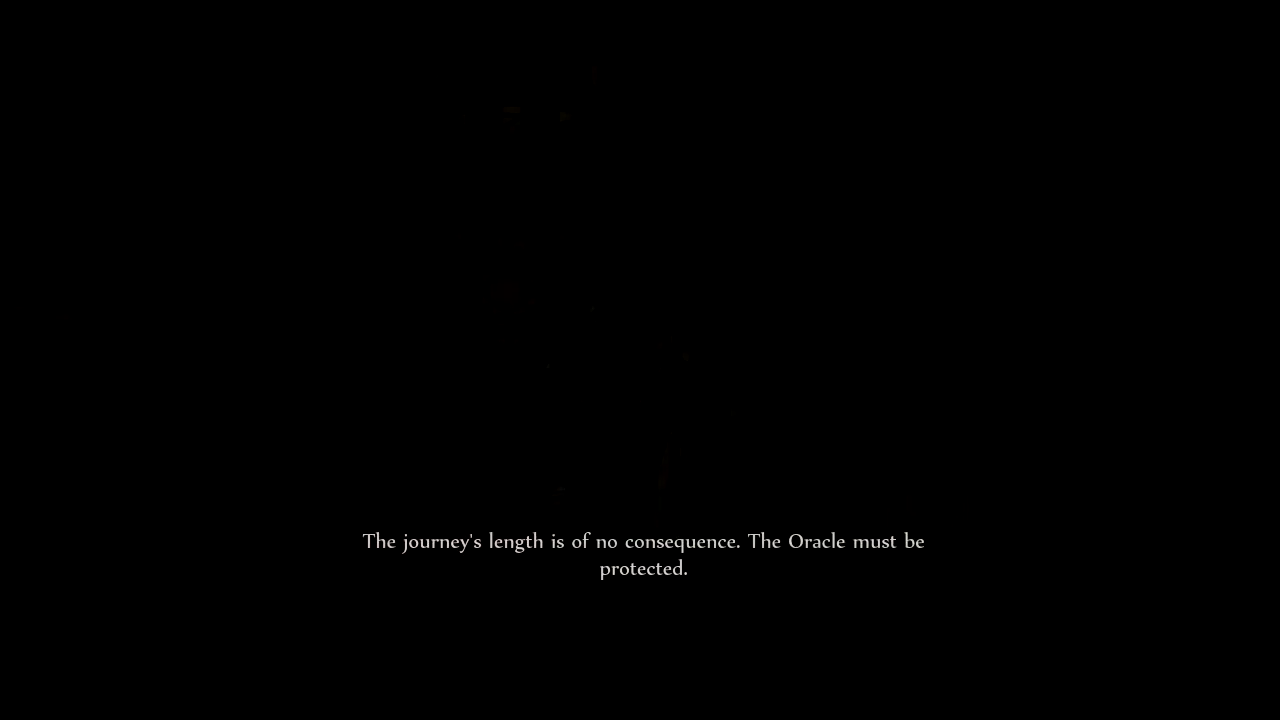 The journey's length is of no consequence. The Oracle must be
protected.